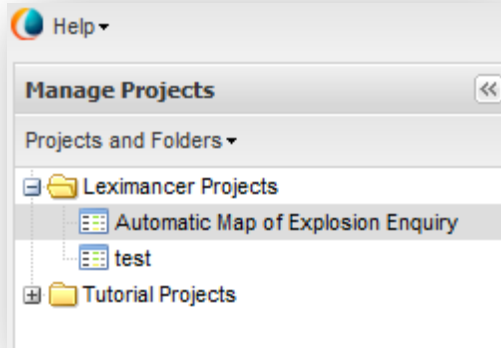 Help
Manage Projects
Projects and Folders
Leximancer Projects
Automatic Map of Explosion Enquiry
test
Tutorial Projects